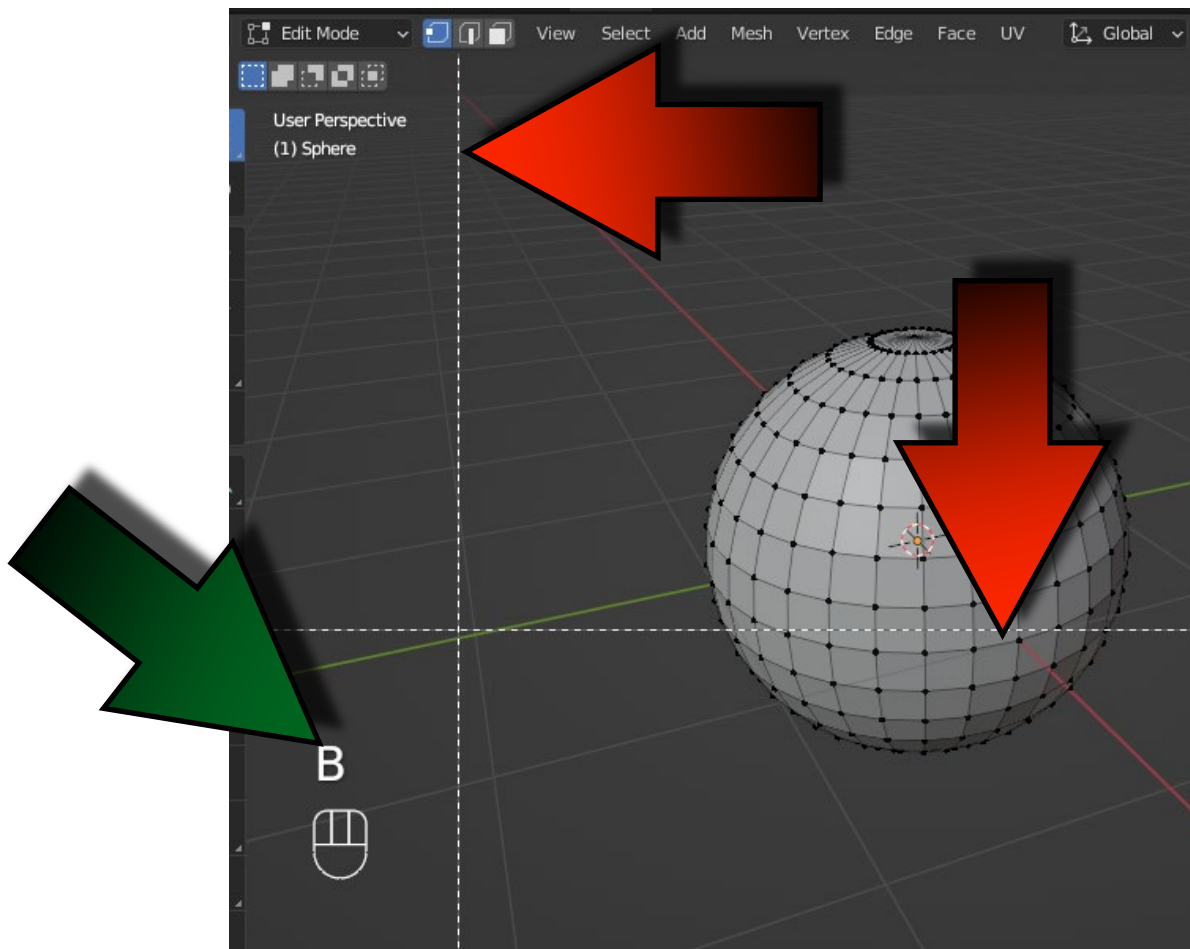 Edit Mode View Select Add Mesh Vertex Edge Face UV Global
User Perspective
(1) Sphere
B